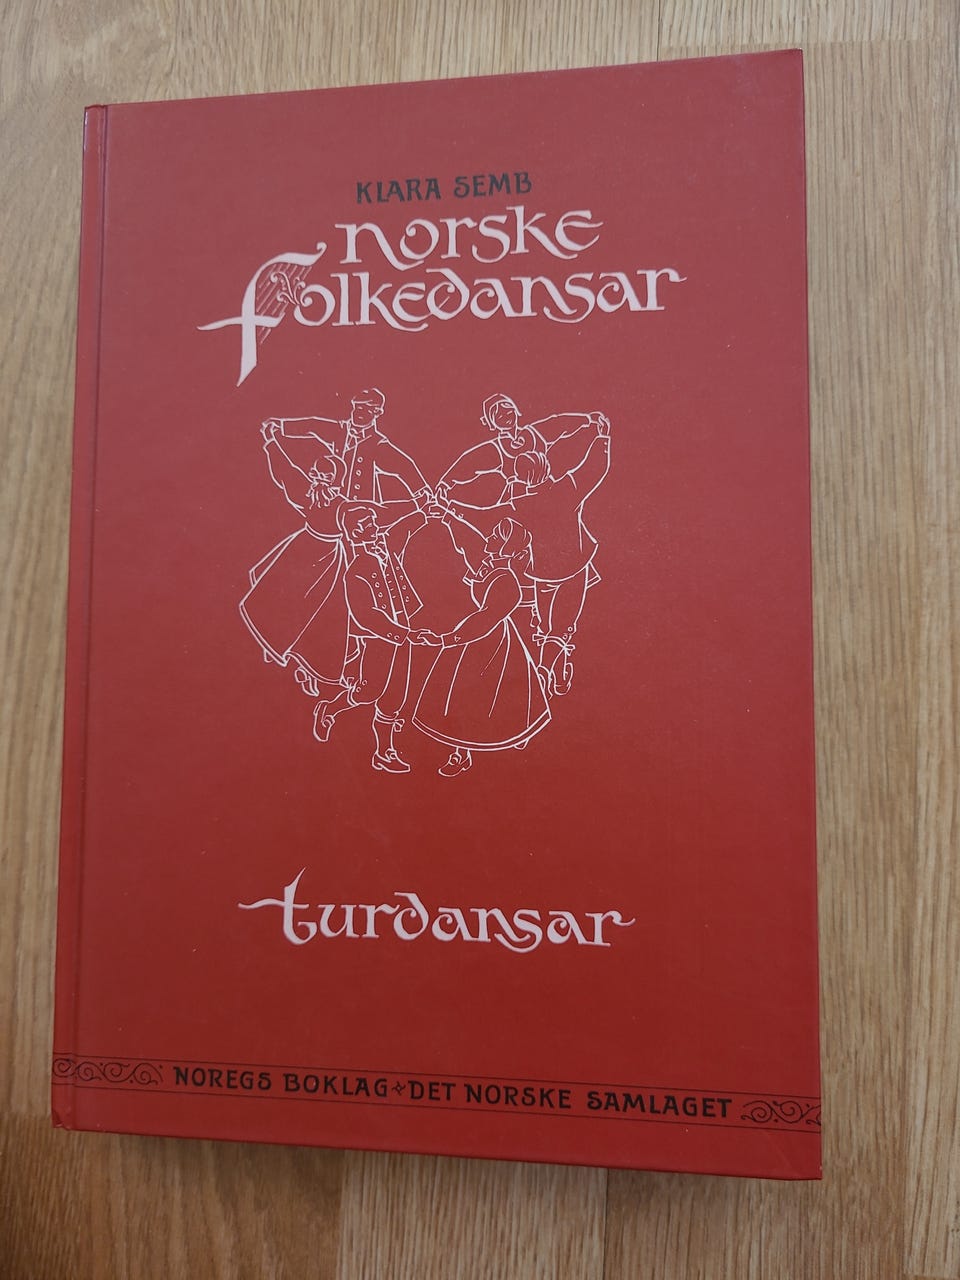 KLARA SEMB
norske
folkedansar
turdansar
NOREGS BOKLAG DET NORSKE SAMLAGET